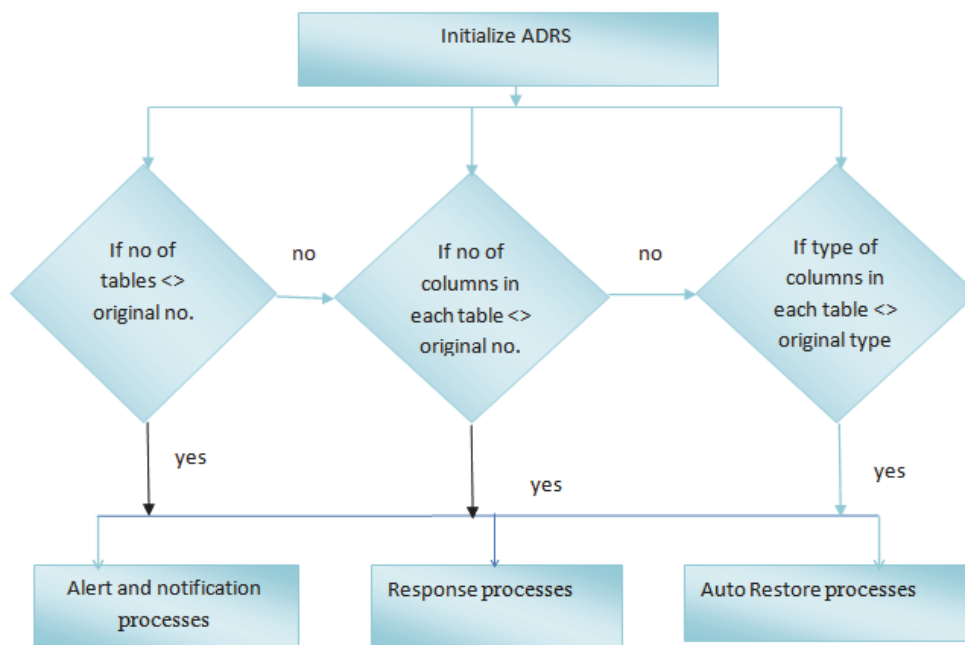 Initialize ADRS
If no of
tables <>
original no.
no
If no of
columns in
each table <>
original no.
no
If type of
columns in
each table <>
original type
yes
yes
yes
Alert and notification
processes
Response processes
Auto Restore processes